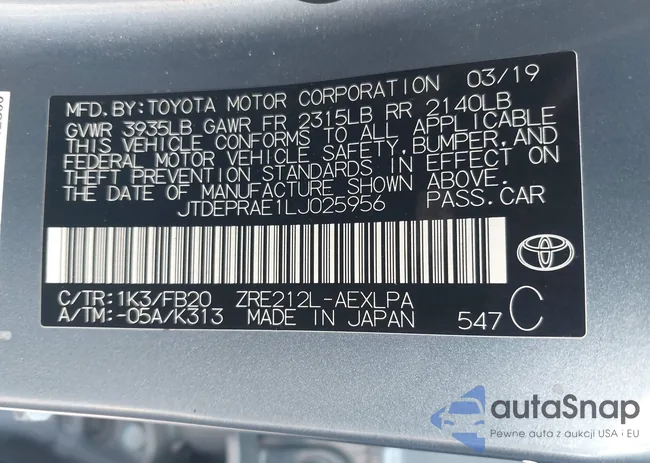 03/19
MFD.BY:TOYOTA MOTOR CORPORATION
GVWR 3935LB GAWR FR 2315LB RR 2140LB
THIS VEHICLE CONFORMS TO ALL APPLICABLE
FEDERAL MOTOR VEHICLE SAFETY,BUMPER,AND
THEFT PREVENTION STANDARDS IN EFFECT ON
THE DATE OF MANUFACTURE SHOWN ABOVE.
JTDEPRAE1LJ025956 PASS.CAR
C/TR:1K3/FB20 ZRE212L-AEXLPA
A/TM:-05A/K313 MADE IN JAPAN 547 C
autaSnap
Pewne auta z aukcji USA i EU